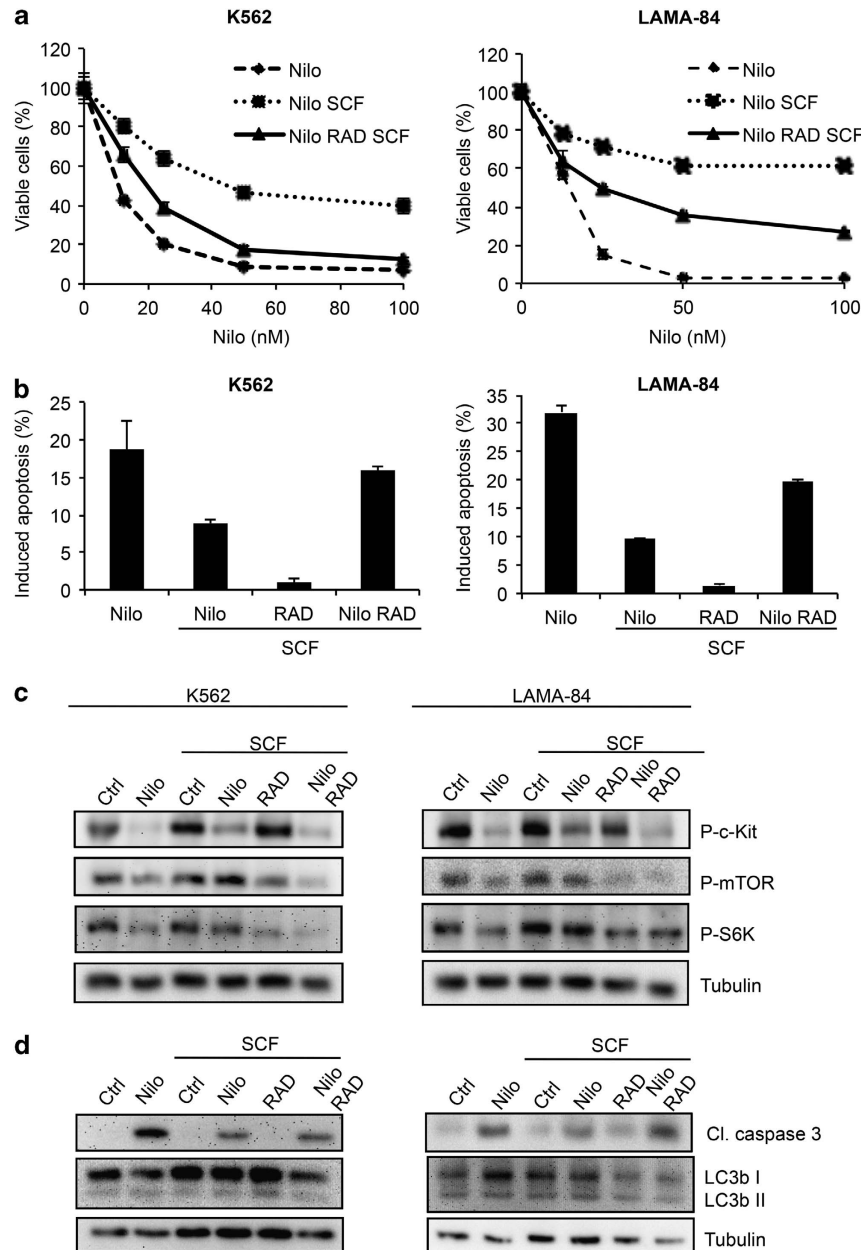 a
K562
LAMA-84
120
100
80
60
40
20
0
Viable cells (%)
Nilo
Nilo SCF
Nilo RAD SCF
0 20 40 60 80 100
Nilo (nM)
120
100
80
60
40
20
0
Viable cells (%)
Nilo
Nilo SCF
Nilo RAD SCF
0 50 100
Nilo (nM)
b
K562
LAMA-84
25
20
15
10
5
0
Induced apoptosis (%)
Nilo Nilo RAD Nilo RAD
SCF
35
30
25
20
15
10
5
0
Induced apoptosis (%)
Nilo Nilo RAD Nilo RAD
SCF
c
K562
LAMA-84
SCF
SCF
Ctrl Nilo Ctrl Nilo RAD Nilo RAD
Ctrl Nilo Ctrl Nilo RAD Nilo RAD
P-c-Kit
P-mTOR
P-S6K
Tubulin
d
SCF
SCF
Ctrl Nilo Ctrl Nilo RAD Nilo RAD
Ctrl Nilo Ctrl Nilo RAD Nilo RAD
Cl. caspase 3
LC3b I
LC3b II
Tubulin